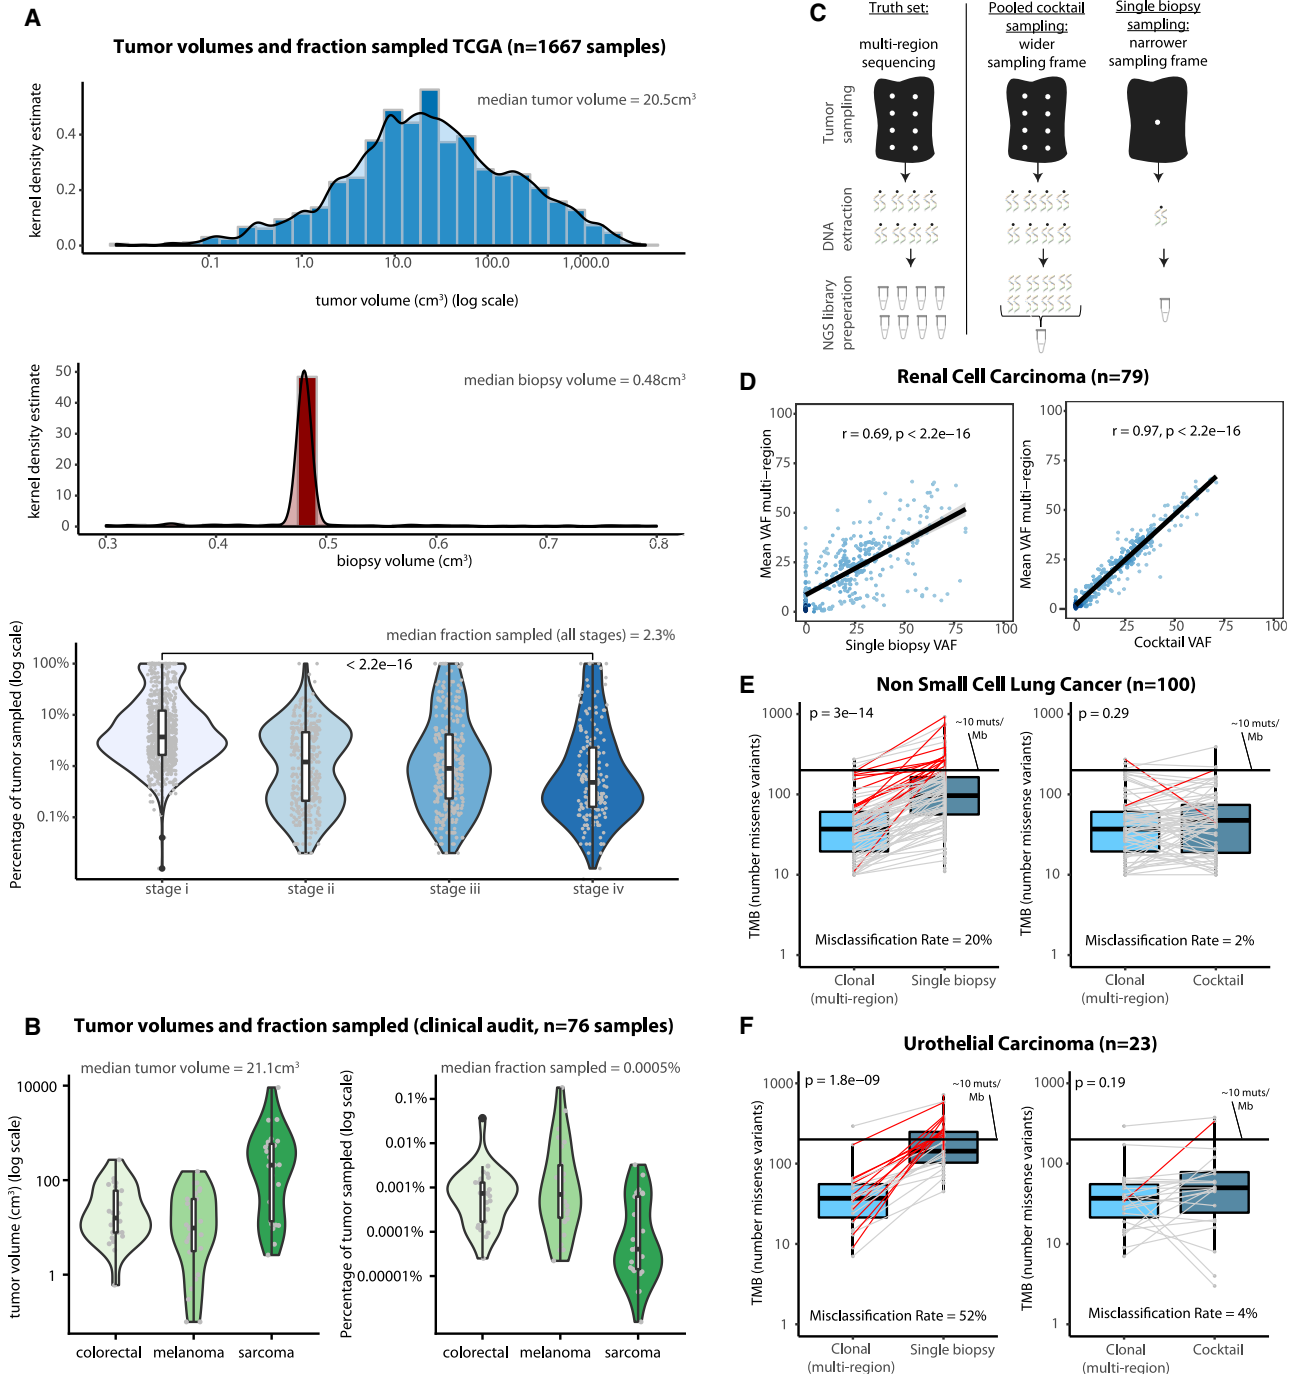 A
Tumor volumes and fraction sampled TCGA (n=1667 samples)
median tumor volume = 20.5cm³
kernel density estimate
0.4
0.2
0.0
0.1
1.0
10.0
100.0
1,000.0
tumor volume (cm³) (log scale)
median biopsy volume = 0.48cm³
kernel density estimate
50
40
30
20
10
0
0.3
0.4
0.5
0.6
0.7
0.8
biopsy volume (cm³)
median fraction sampled (all stages) = 2.3%
< 2.2e−16
Percentage of tumor sampled (log scale)
100%
10%
1%
0.1%
stage i
stage ii
stage iii
stage iv
B
Tumor volumes and fraction sampled (clinical audit, n=76 samples)
median tumor volume = 21.1cm³
tumor volume (cm³) (log scale)
10000
100
1
colorectal
melanoma
sarcoma
median fraction sampled = 0.0005%
Percentage of tumor sampled (log scale)
0.1%
0.01%
0.001%
0.0001%
0.00001%
colorectal
melanoma
sarcoma
C
Truth set:
multi-region
sequencing
Pooled cocktail
sampling:
wider
sampling frame
Single biopsy
sampling:
narrower
sampling frame
Tumor
sampling
DNA
extraction
NGS library
preperation
D
Renal Cell Carcinoma (n=79)
r = 0.69, p < 2.2e−16
Mean VAF multi−region
100
75
50
25
0
0
25
50
75
100
Single biopsy VAF
r = 0.97, p < 2.2e−16
Mean VAF multi−region
100
75
50
25
0
0
25
50
75
100
Cocktail VAF
E
Non Small Cell Lung Cancer (n=100)
p = 3e−14
~10 muts/
Mb
TMB (number missense variants)
1000
100
10
1
Misclassification Rate = 20%
Clonal
(multi-region)
Single biopsy
p = 0.29
~10 muts/
Mb
TMB (number missense variants)
1000
100
10
1
Misclassification Rate = 2%
Clonal
(multi-region)
Cocktail
F
Urothelial Carcinoma (n=23)
p = 1.8e−09
~10 muts/
Mb
TMB (number missense variants)
1000
100
10
1
Misclassification Rate = 52%
Clonal
(multi-region)
Single biopsy
p = 0.19
~10 muts/
Mb
TMB (number missense variants)
1000
100
10
1
Misclassification Rate = 4%
Clonal
(multi-region)
Cocktail